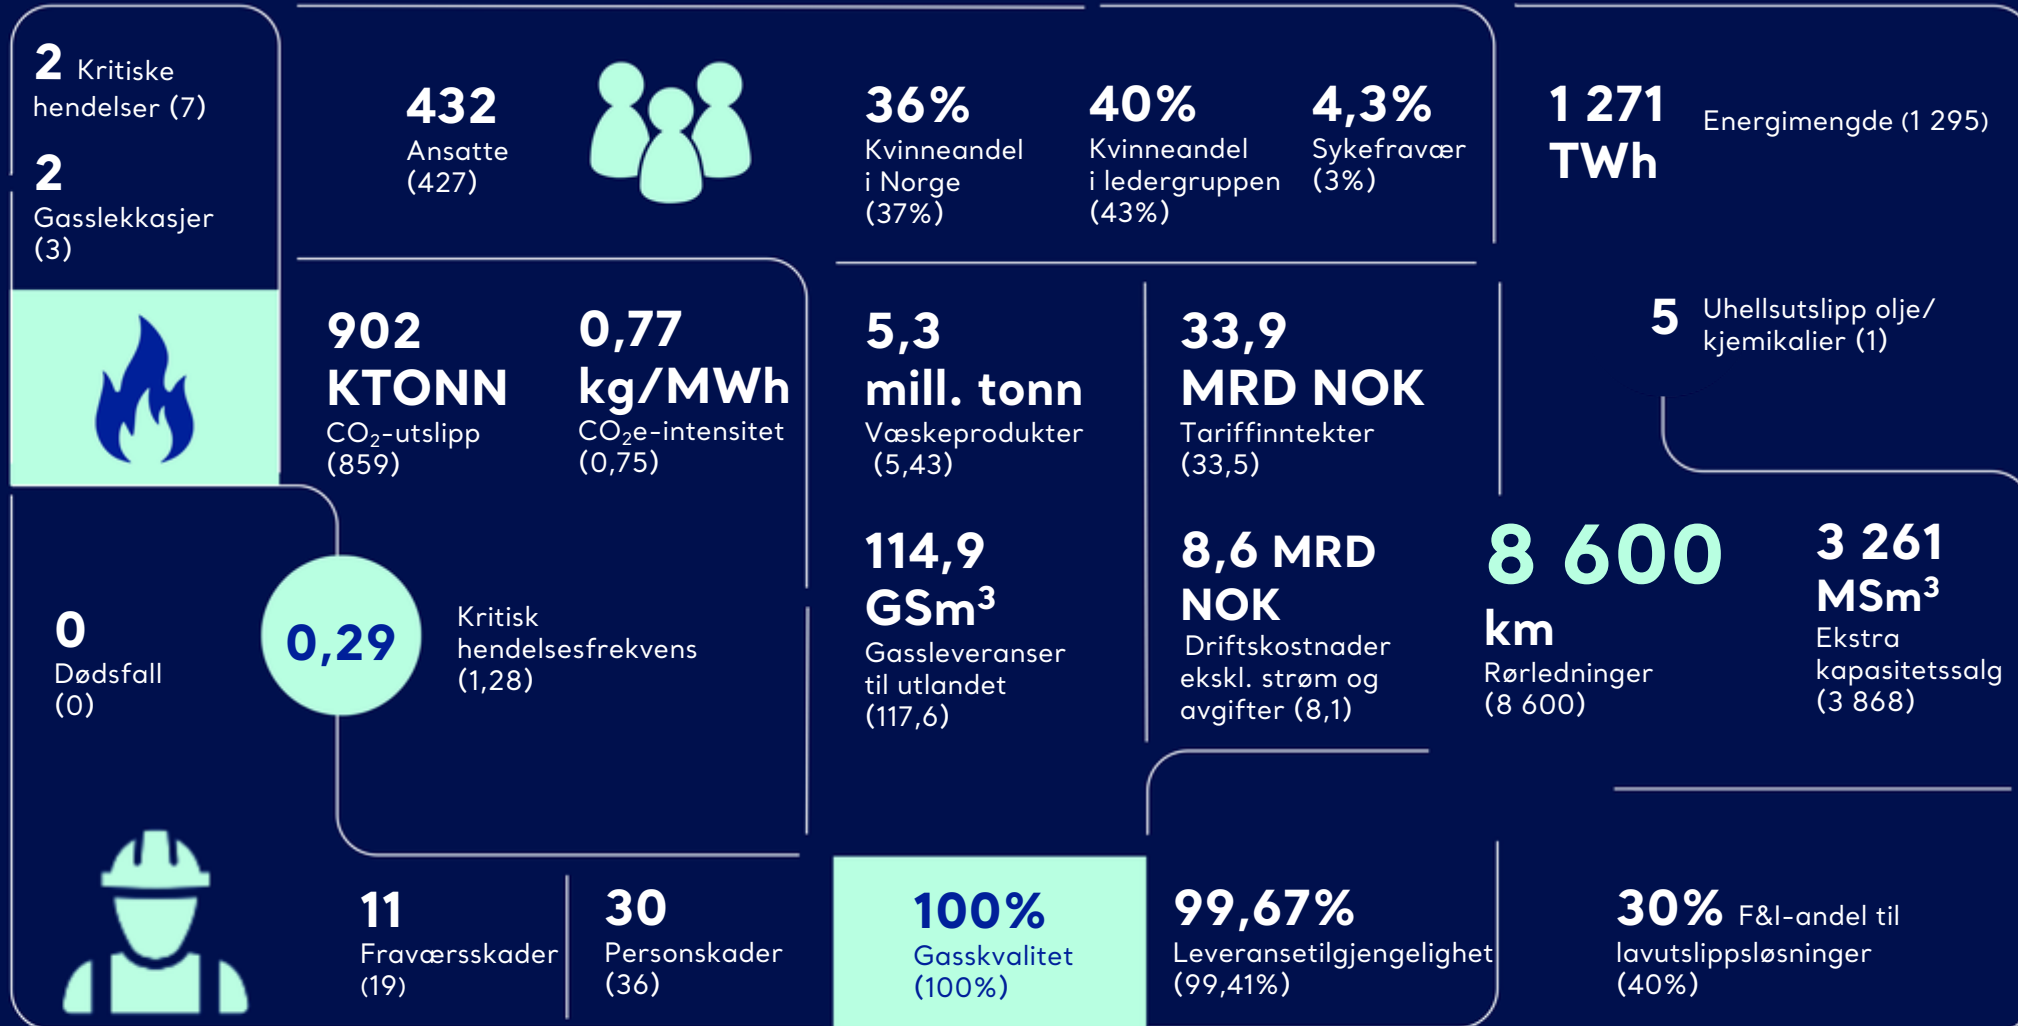 2 Kritiske
hendelser (7)
2
Gasslekkasjer
(3)
432
Ansatte
(427)
36%
Kvinneandel
i Norge
(37%)
40%
Kvinneandel
i ledergruppen
(43%)
4,3%
Sykefravær
(3%)
1 271
TWh
Energimengde (1 295)
902
KTONN
CO₂-utslipp
(859)
0,77
kg/MWh
CO₂e-intensitet
(0,75)
5,3
mill. tonn
Væskeprodukter
(5,43)
33,9
MRD NOK
Tariffinntekter
(33,5)
5 Uhellsutslipp olje/
kjemikalier (1)
0
Dødsfall
(0)
0,29
Kritisk
hendelsesfrekvens
(1,28)
114,9
GSm³
Gassleveranser
til utlandet
(117,6)
8,6 MRD
NOK
Driftskostnader
ekskl. strøm og
avgifter (8,1)
8 600
km
Rørledninger
(8 600)
3 261
MSm³
Ekstra
kapasitetssalg
(3 868)
11
Fraværsskader
(19)
30
Personskader
(36)
100%
Gasskvalitet
(100%)
99,67%
Leveransetilgjengelighet
(99,41%)
30% F&I-andel til
lavutslippsløsninger
(40%)